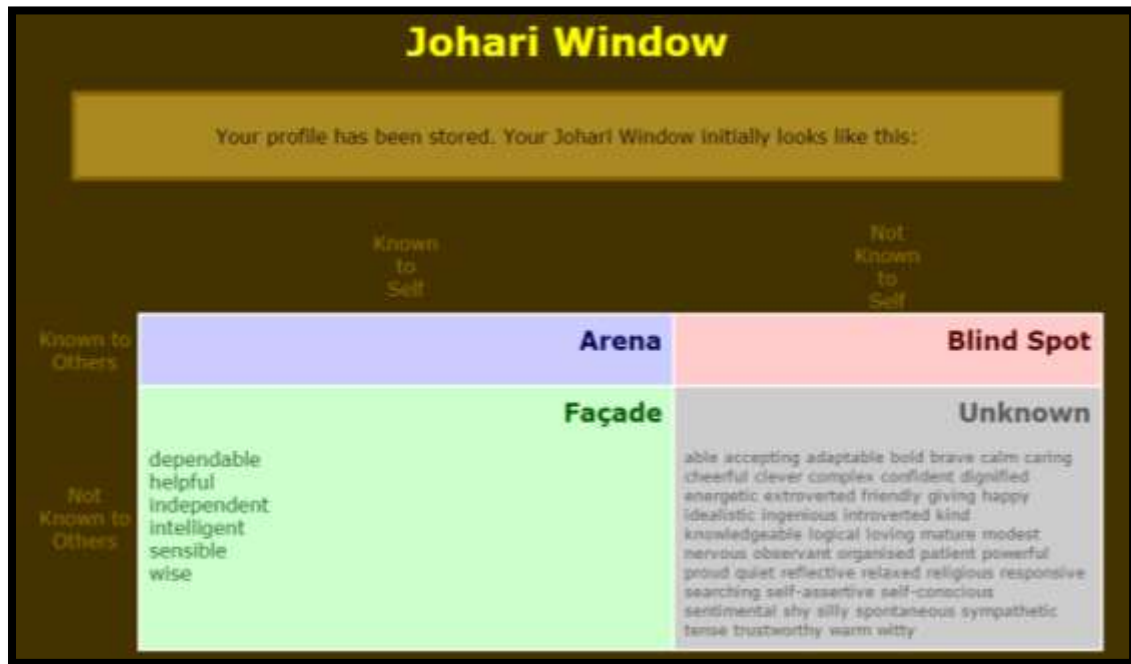 Johari Window
Your profile has been stored. Your Johari Window initially looks like this:
Known
to
Self
Not
Known
to
Self
Known to
Others
Arena
Blind Spot
Not
Known to
Others
Façade
dependable
helpful
independent
intelligent
sensible
wise
Unknown
able accepting adaptable bold brave calm caring
cheerful clever complex confident dignified
energetic extroverted friendly giving happy
idealistic ingenious introverted kind
knowledgeable logical loving mature modest
nervous observant organised patient powerful
proud quiet reflective relaxed religious responsive
searching self-assertive self-conscious
sentimental shy silly spontaneous sympathetic
tense trustworthy warm witty